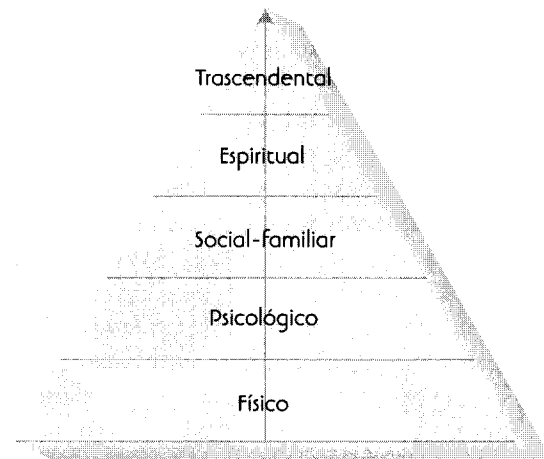 Trascendental
Espiritual
Social-familiar
Psicológico
Físico